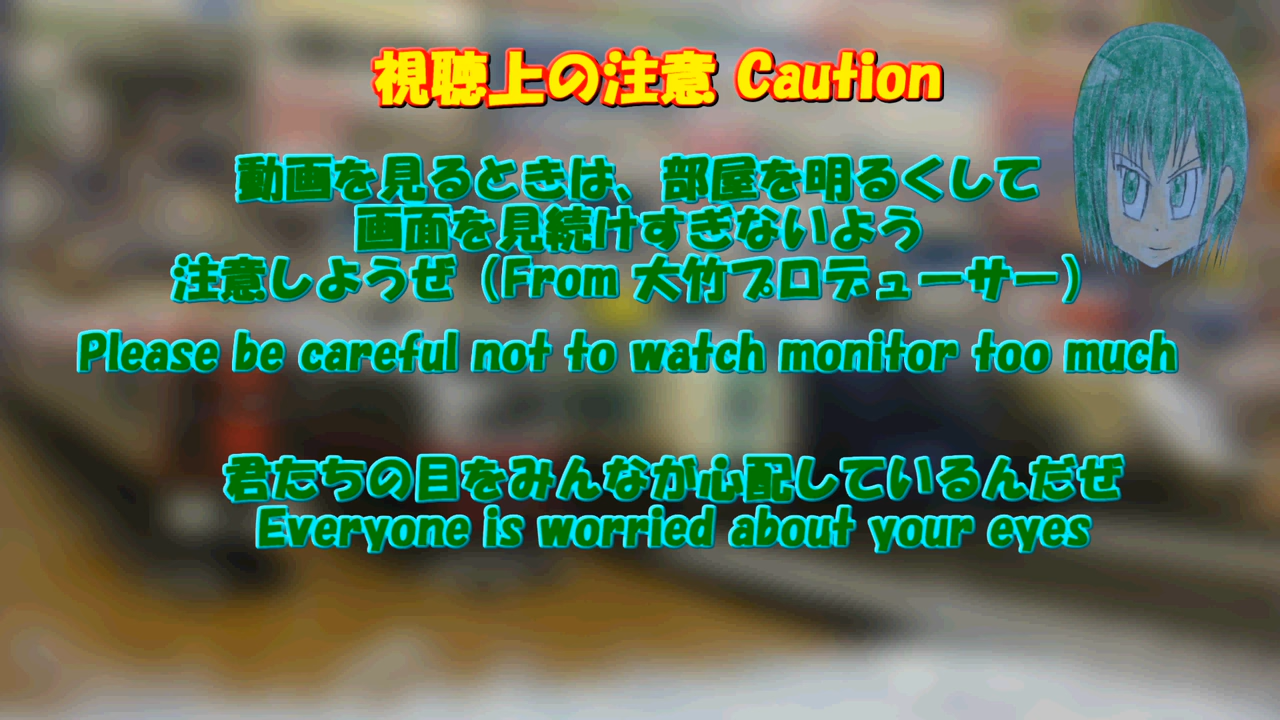 視聴上の注意 Caution
動画を見るときは、部屋を明るくして
画面を見続けすぎないよう
注意しようぜ（From 大竹プロデューサー）
Please be careful not to watch monitor too much
君たちの目をみんなが心配しているんだぜ
Everyone is worried about your eyes